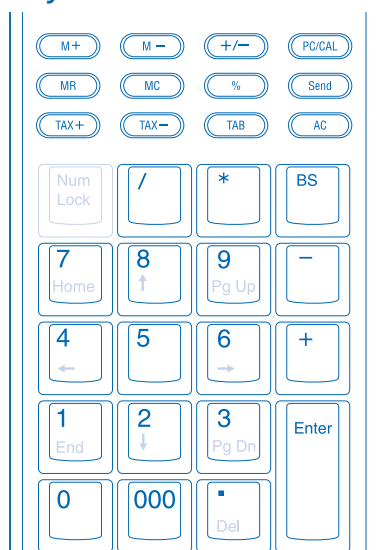 M+ M− +/− PC/CAL
MR MC % Send
TAX+ TAX− TAB AC
Num / * BS
Lock
7 8 9 −
Home ↑ Pg Up
4 5 6 +
← →
1 2 3 Enter
End ↓ Pg Dn
0 000 .
Del